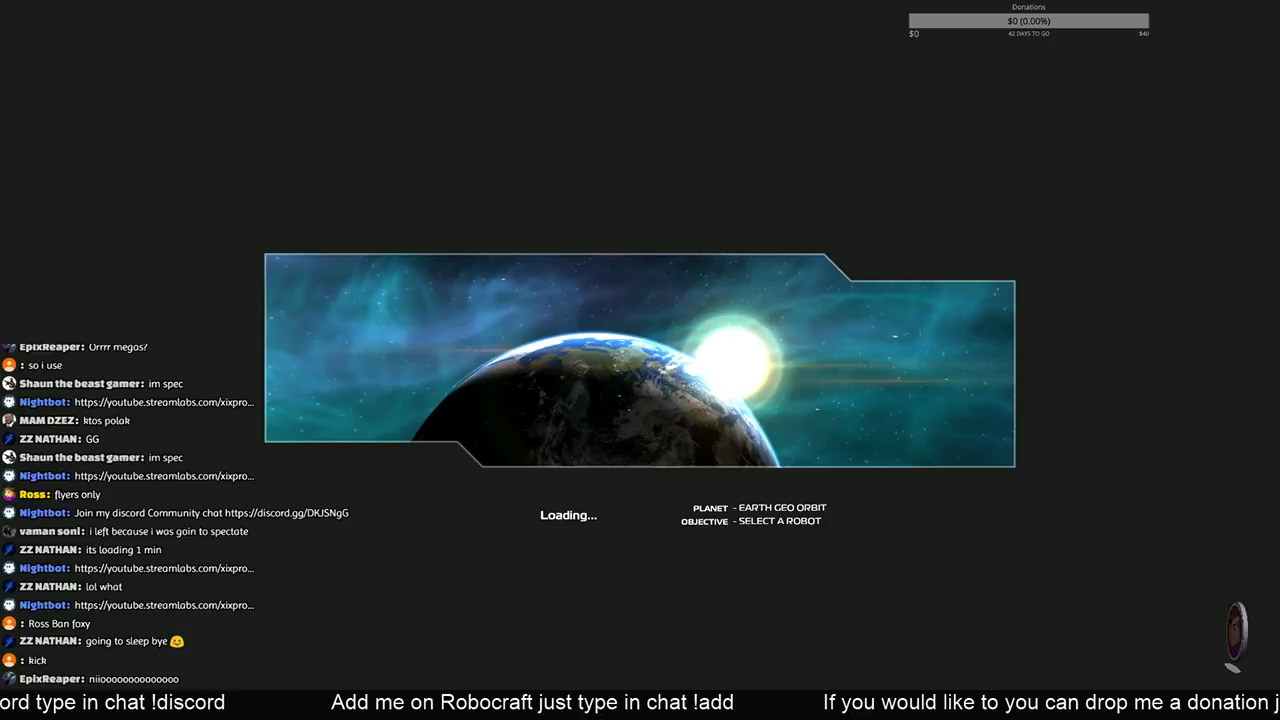 Donations
$0 (0.00%)
$0 42 DAYS TO GO $40
EpixReaper: Orrrr megas?
: so i use
Shaun the beast gamer: im spec
Nightbot: https://youtube.streamlabs.com/xixpro...
MAM DZEZ: ktos polak
ZZ NATHAN: GG
Shaun the beast gamer: im spec
Nightbot: https://youtube.streamlabs.com/xixpro...
Ross: flyers only
Nightbot: Join my discord Community chat https://discord.gg/DKJSNgG
vaman soni: i left because i was goin to spectate
ZZ NATHAN: its loading 1 min
Nightbot: https://youtube.streamlabs.com/xixpro...
ZZ NATHAN: lol what
Nightbot: https://youtube.streamlabs.com/xixpro...
: Ross Ban foxy
ZZ NATHAN: going to sleep bye
: kick
EpixReaper: niiooooooooooooo
Loading...
PLANET - EARTH GEO ORBIT
OBJECTIVE - SELECT A ROBOT
ord type in chat !discord Add me on Robocraft just type in chat !add If you would like to you can drop me a donation j